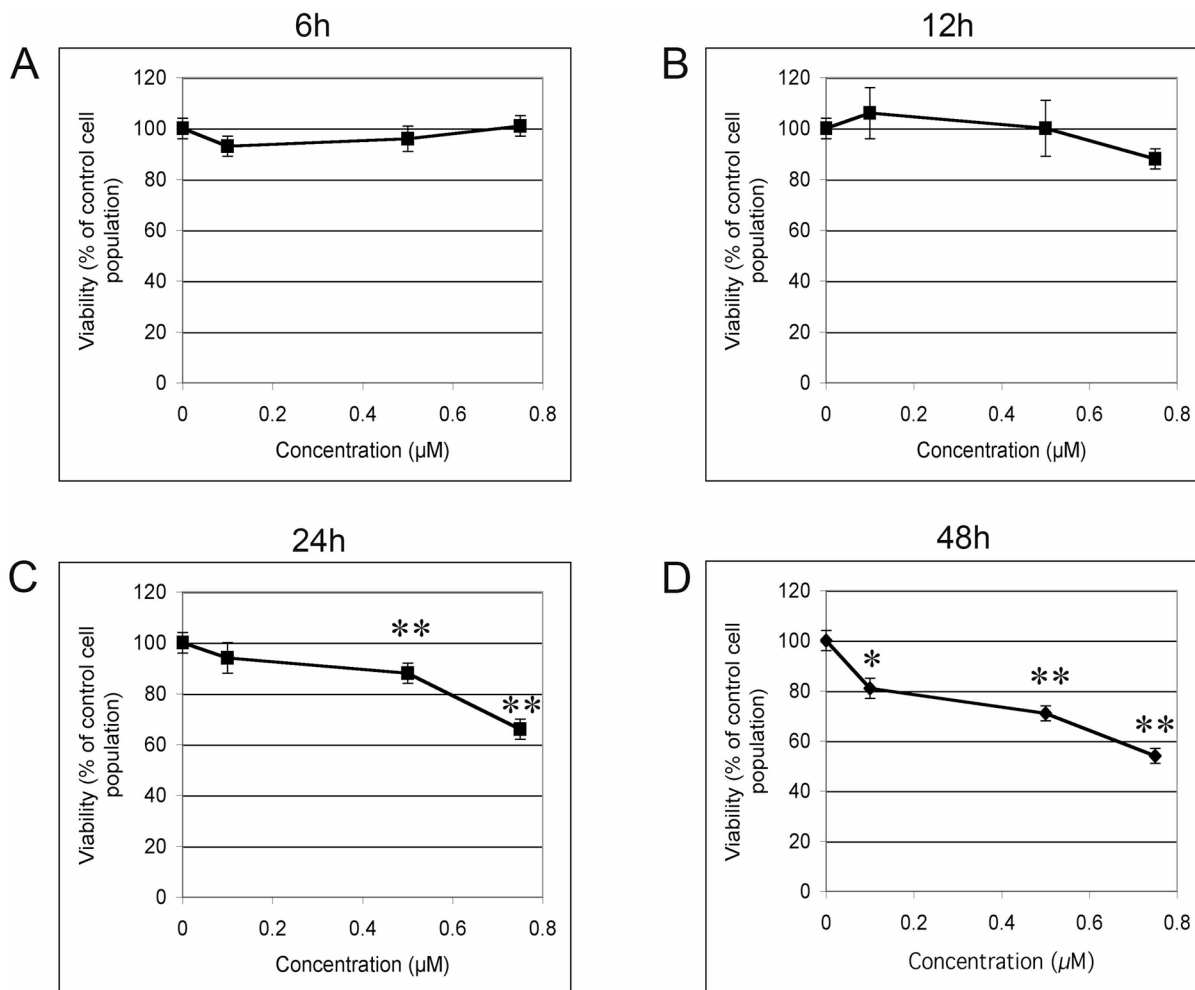 6h
A
Viability (% of control cell
population)
120
100
80
60
40
20
0
0 0.2 0.4 0.6 0.8
Concentration (µM)
12h
B
Viability (% of control cell
population)
120
100
80
60
40
20
0
0 0.2 0.4 0.6 0.8
Concentration (µM)
24h
C
Viability (% of control cell
population)
120
100
80
60
40
20
0
**
**
0 0.2 0.4 0.6 0.8
Concentration (µM)
48h
D
Viability (% of control cell
population)
120
100
80
60
40
20
0
*
**
**
0 0.2 0.4 0.6 0.8
Concentration (µM)